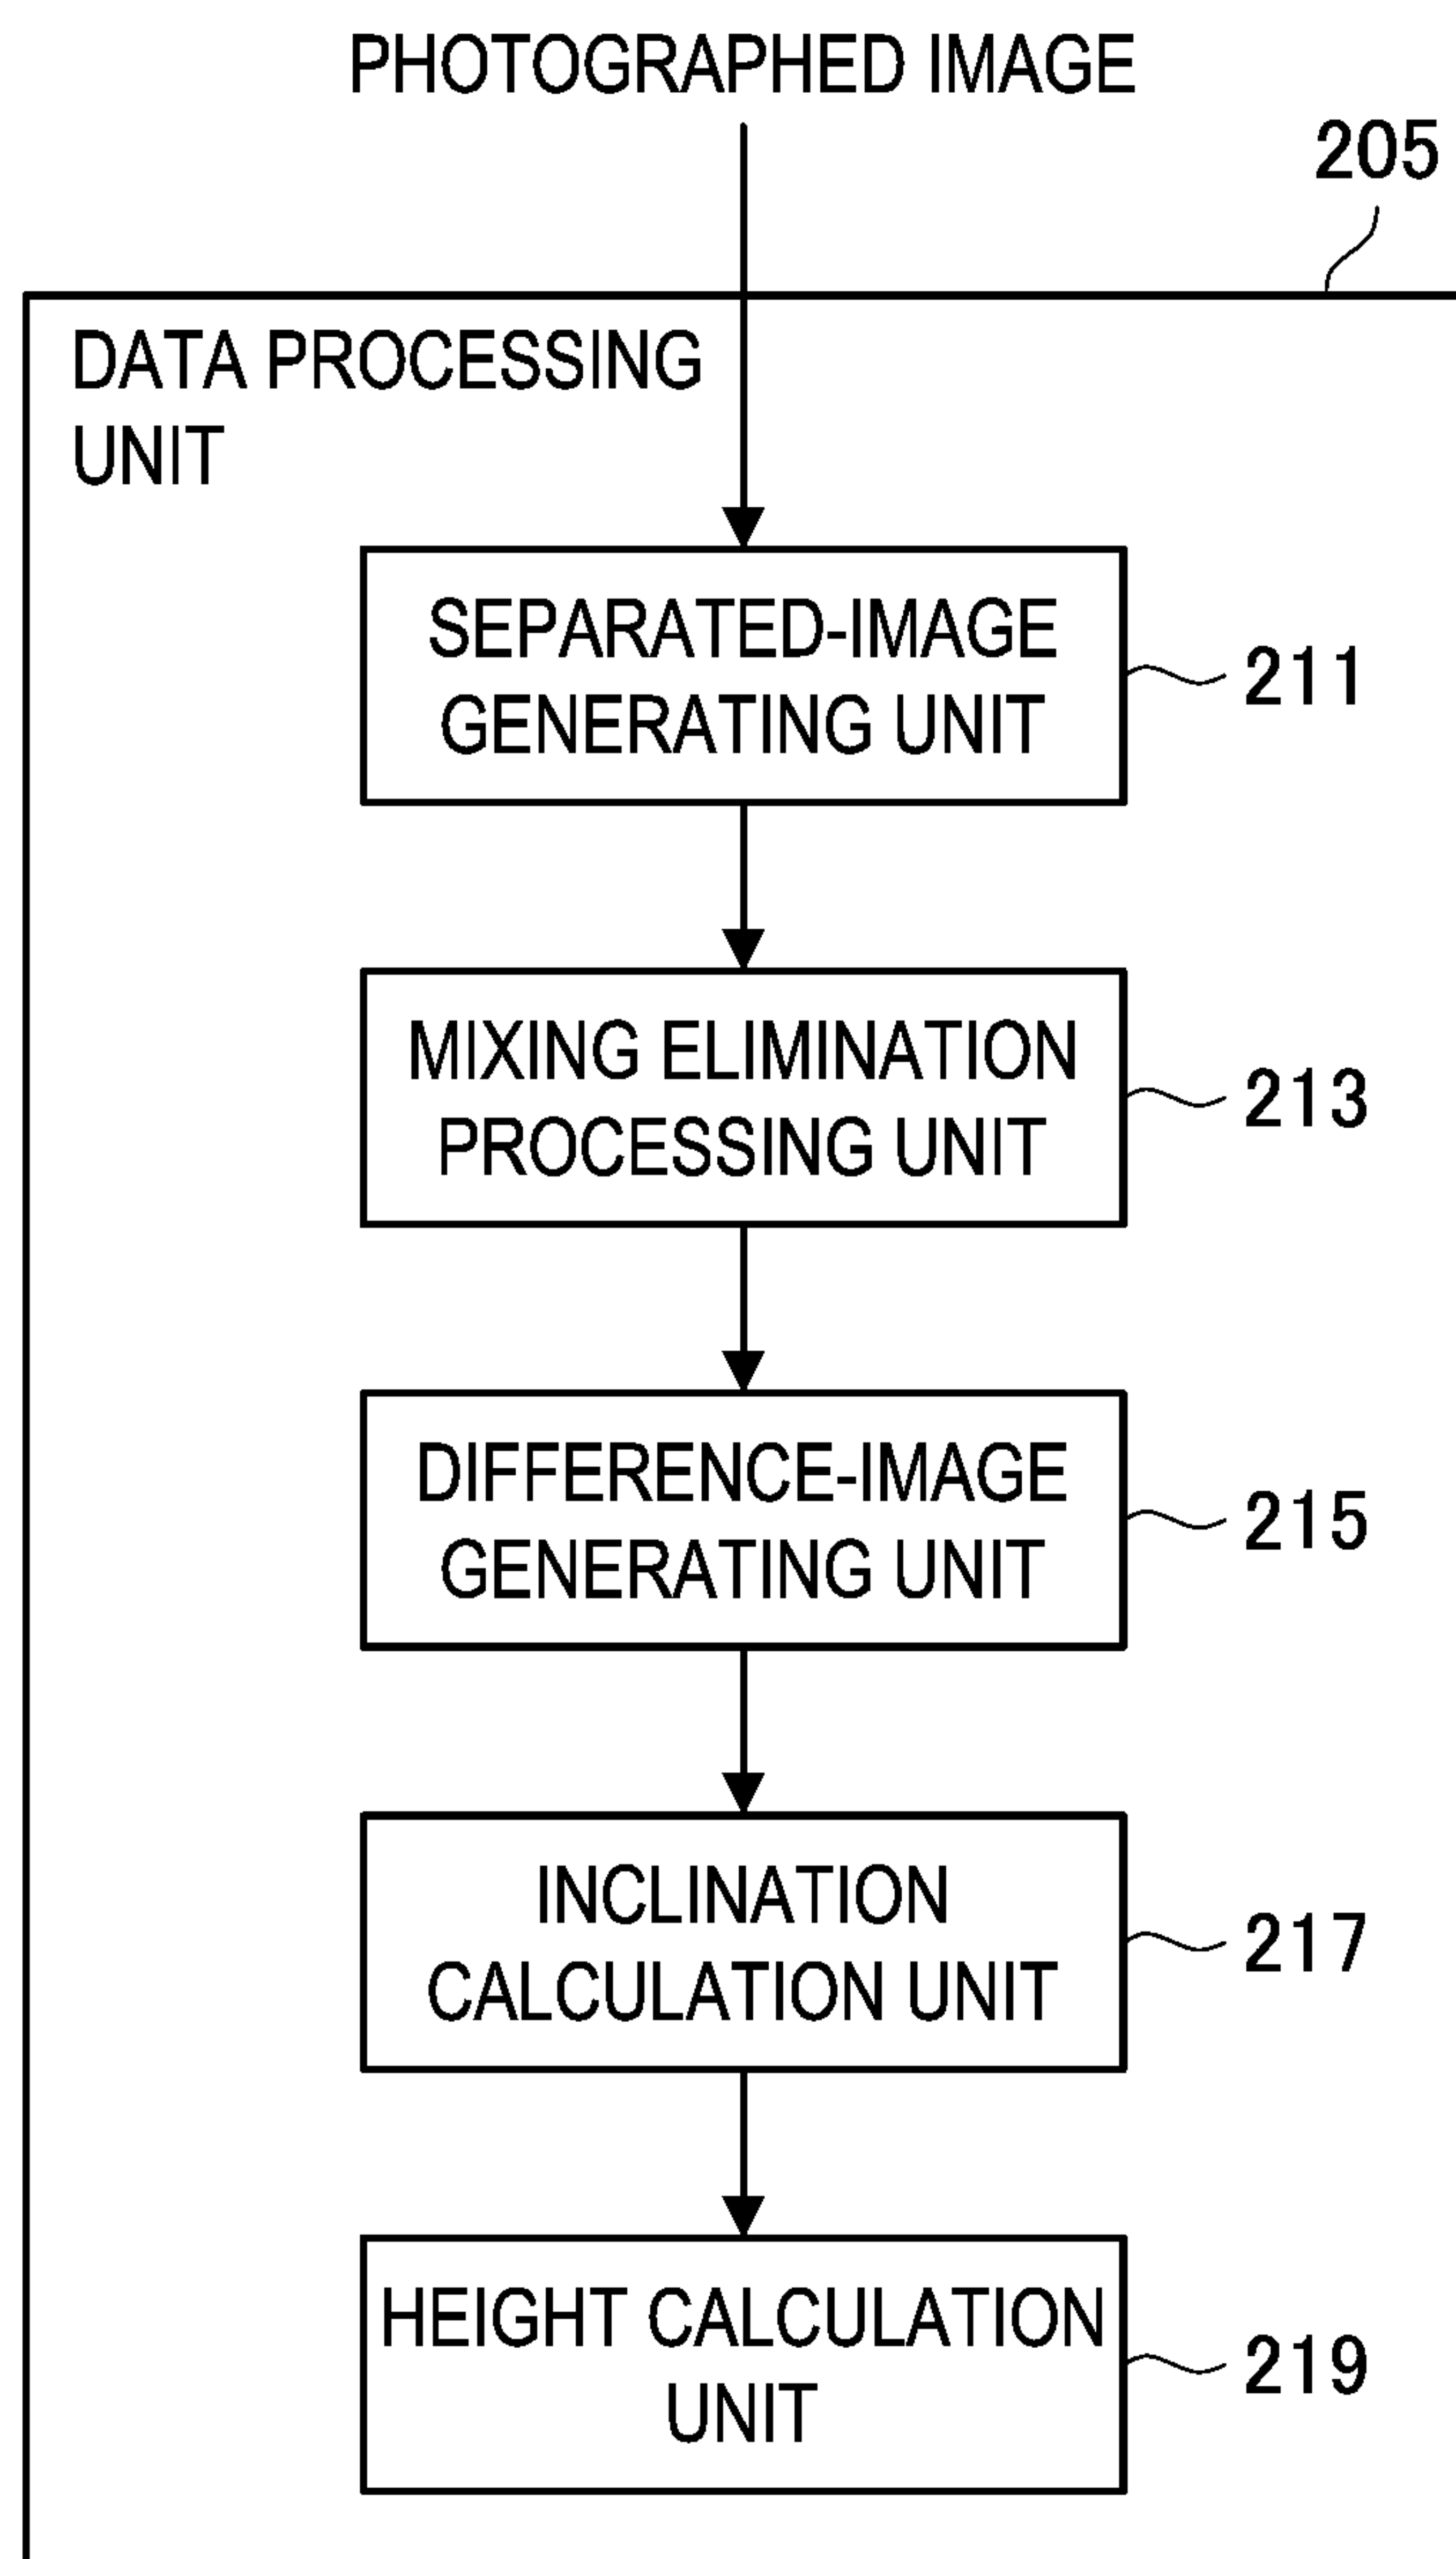 PHOTOGRAPHED IMAGE
205
DATA PROCESSING
UNIT
SEPARATED-IMAGE
GENERATING UNIT
211
MIXING ELIMINATION
PROCESSING UNIT
213
DIFFERENCE-IMAGE
GENERATING UNIT
215
INCLINATION
CALCULATION UNIT
217
HEIGHT CALCULATION
UNIT
219